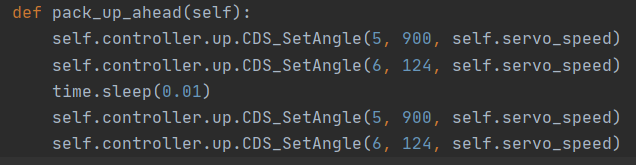 def pack_up_ahead(self):
    self.controller.up.CDS_SetAngle(5, 900, self.servo_speed)
    self.controller.up.CDS_SetAngle(6, 124, self.servo_speed)
    time.sleep(0.01)
    self.controller.up.CDS_SetAngle(5, 900, self.servo_speed)
    self.controller.up.CDS_SetAngle(6, 124, self.servo_speed)